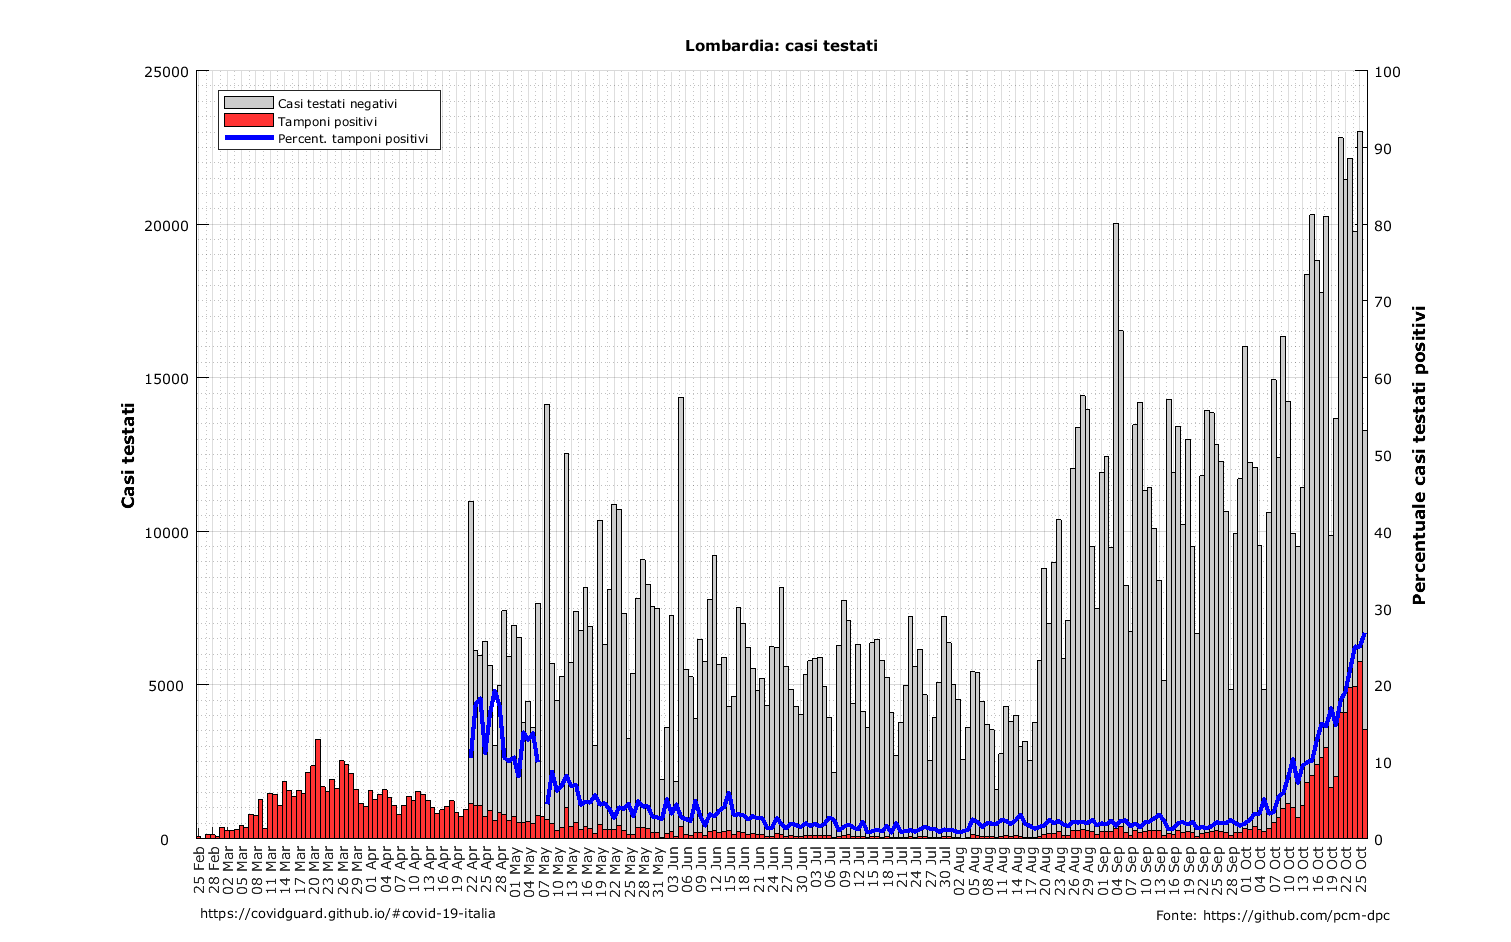 Lombardia: casi testati
25000
20000
15000
10000
5000
0
Casi testati
Casi testati negativi
Tamponi positivi
Percent. tamponi positivi
100
90
80
70
60
50
40
30
20
10
0
Percentuale casi testati positivi
25 Feb
28 Feb
02 Mar
05 Mar
08 Mar
11 Mar
14 Mar
17 Mar
20 Mar
23 Mar
26 Mar
29 Mar
01 Apr
04 Apr
07 Apr
10 Apr
13 Apr
16 Apr
19 Apr
22 Apr
25 Apr
28 Apr
01 May
04 May
07 May
10 May
13 May
16 May
19 May
22 May
25 May
28 May
31 May
03 Jun
06 Jun
09 Jun
12 Jun
15 Jun
18 Jun
21 Jun
24 Jun
27 Jun
30 Jun
03 Jul
06 Jul
09 Jul
12 Jul
15 Jul
18 Jul
21 Jul
24 Jul
27 Jul
30 Jul
02 Aug
05 Aug
08 Aug
11 Aug
14 Aug
17 Aug
20 Aug
23 Aug
26 Aug
29 Aug
01 Sep
04 Sep
07 Sep
10 Sep
13 Sep
16 Sep
19 Sep
22 Sep
25 Sep
28 Sep
01 Oct
04 Oct
07 Oct
10 Oct
13 Oct
16 Oct
19 Oct
22 Oct
25 Oct
https://covidguard.github.io/#covid-19-italia
Fonte: https://github.com/pcm-dpc